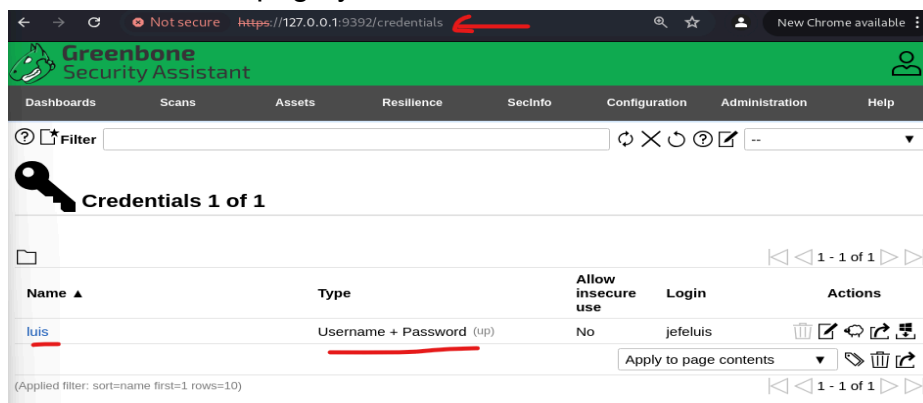 Not secure https://127.0.0.1:9392/credentials New Chrome available
Greenbone
Security Assistant
Dashboards Scans Assets Resilience SecInfo Configuration Administration Help
Filter --
Credentials 1 of 1
1 - 1 of 1
Name ▲ Type Allow insecure use Login Actions
luis Username + Password (up) No jefeluis
Apply to page contents ▼
(Applied filter: sort=name first=1 rows=10) 1 - 1 of 1